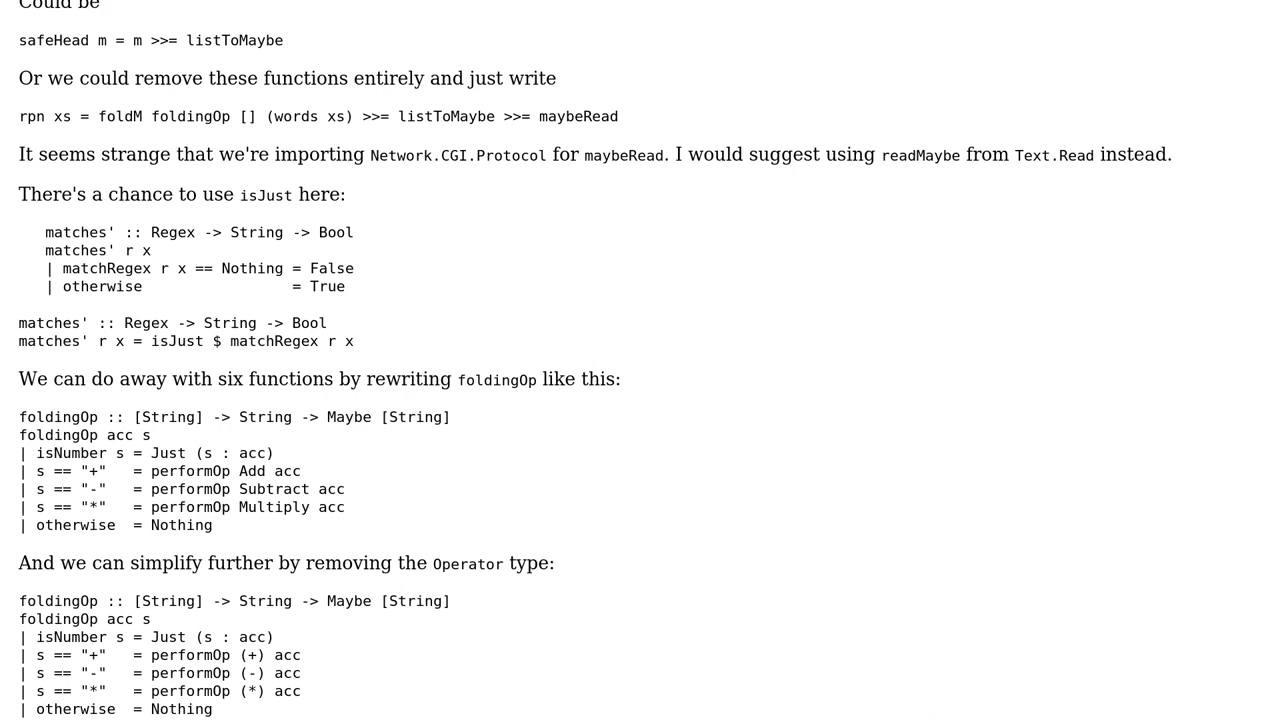 Could be
safeHead m = m >>= listToMaybe
Or we could remove these functions entirely and just write
rpn xs = foldM foldingOp [] (words xs) >>= listToMaybe >>= maybeRead
It seems strange that we're importing Network.CGI.Protocol for maybeRead. I would suggest using readMaybe from Text.Read instead.
There's a chance to use isJust here:
   matches' :: Regex -> String -> Bool
   matches' r x
   | matchRegex r x == Nothing = False
   | otherwise                 = True
matches' :: Regex -> String -> Bool
matches' r x = isJust $ matchRegex r x
We can do away with six functions by rewriting foldingOp like this:
foldingOp :: [String] -> String -> Maybe [String]
foldingOp acc s
| isNumber s = Just (s : acc)
| s == "+"   = performOp Add acc
| s == "-"   = performOp Subtract acc
| s == "*"   = performOp Multiply acc
| otherwise  = Nothing
And we can simplify further by removing the Operator type:
foldingOp :: [String] -> String -> Maybe [String]
foldingOp acc s
| isNumber s = Just (s : acc)
| s == "+"   = performOp (+) acc
| s == "-"   = performOp (-) acc
| s == "*"   = performOp (*) acc
| otherwise  = Nothing